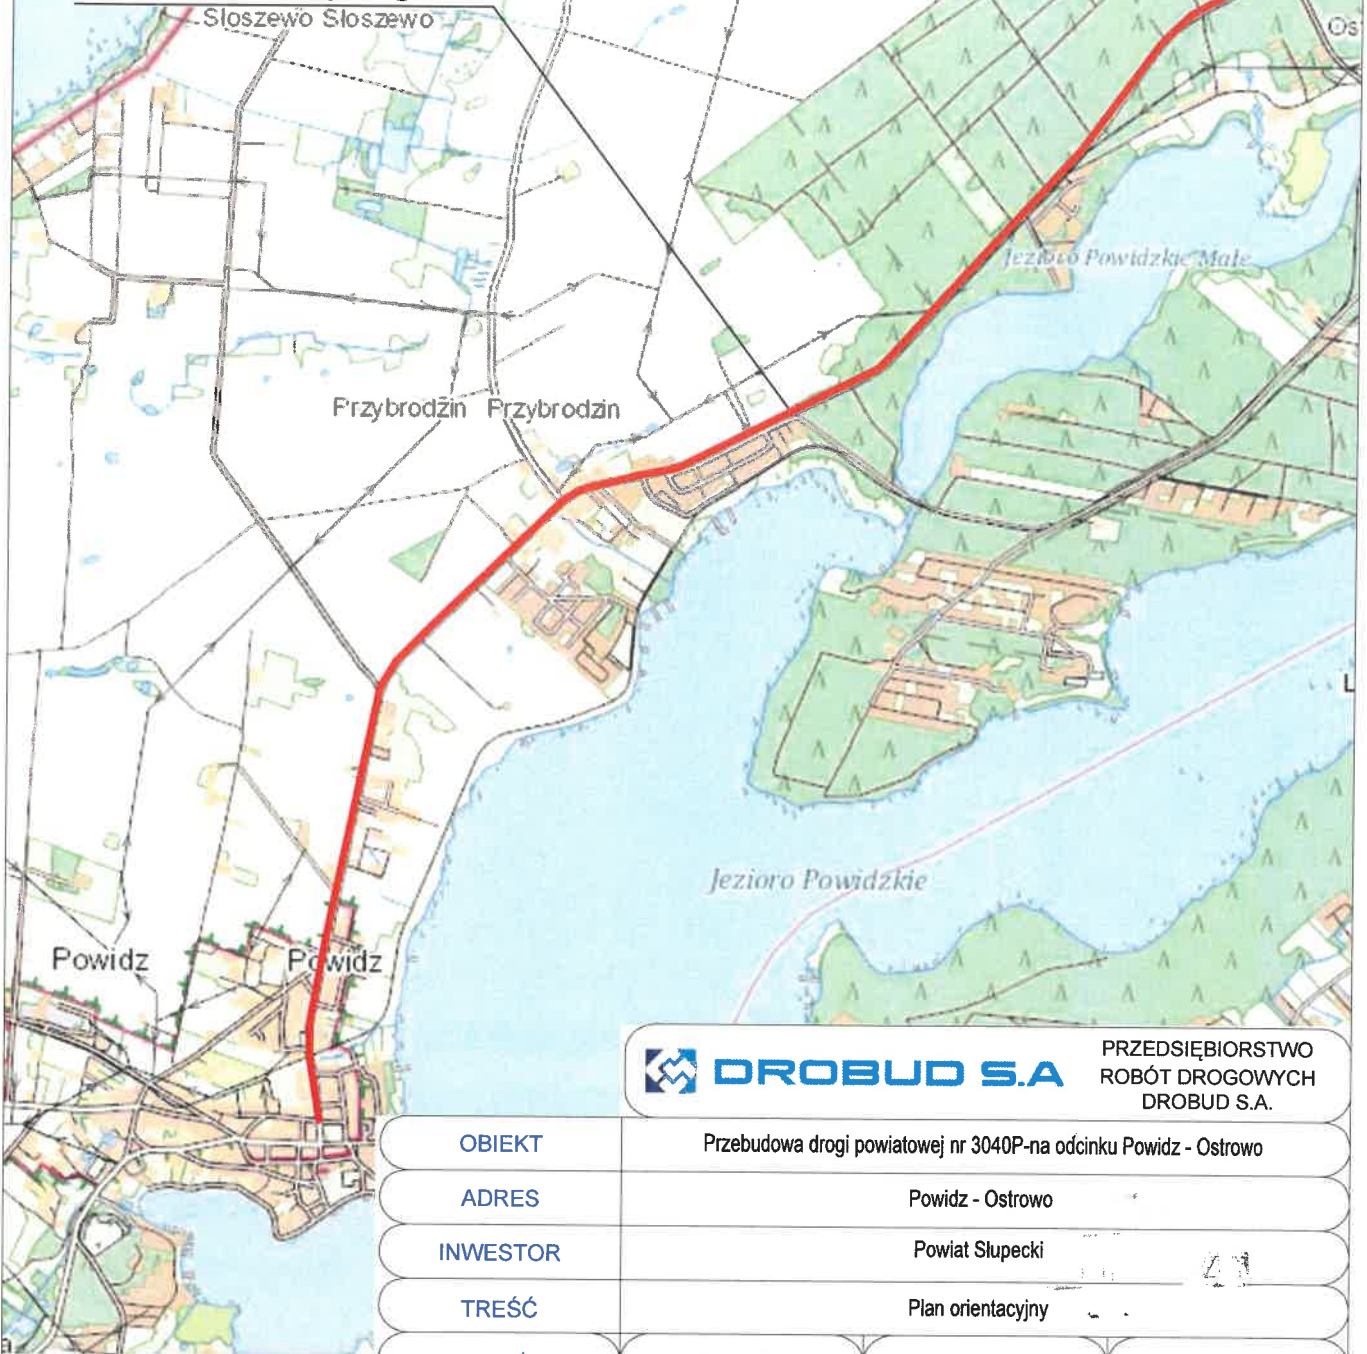 Słoszewo Słoszewo
Os
Jezioro Powidzkie Małe
Przybrodzin Przybrodzin
L
Jezioro Powidzkie
Powidz Powidz
DROBUD S.A
PRZEDSIĘBIORSTWO
ROBÓT DROGOWYCH
DROBUD S.A.
OBIEKT Przebudowa drogi powiatowej nr 3040P-na odcinku Powidz - Ostrowo
ADRES Powidz - Ostrowo
INWESTOR Powiat Słupecki
TREŚĆ Plan orientacyjny